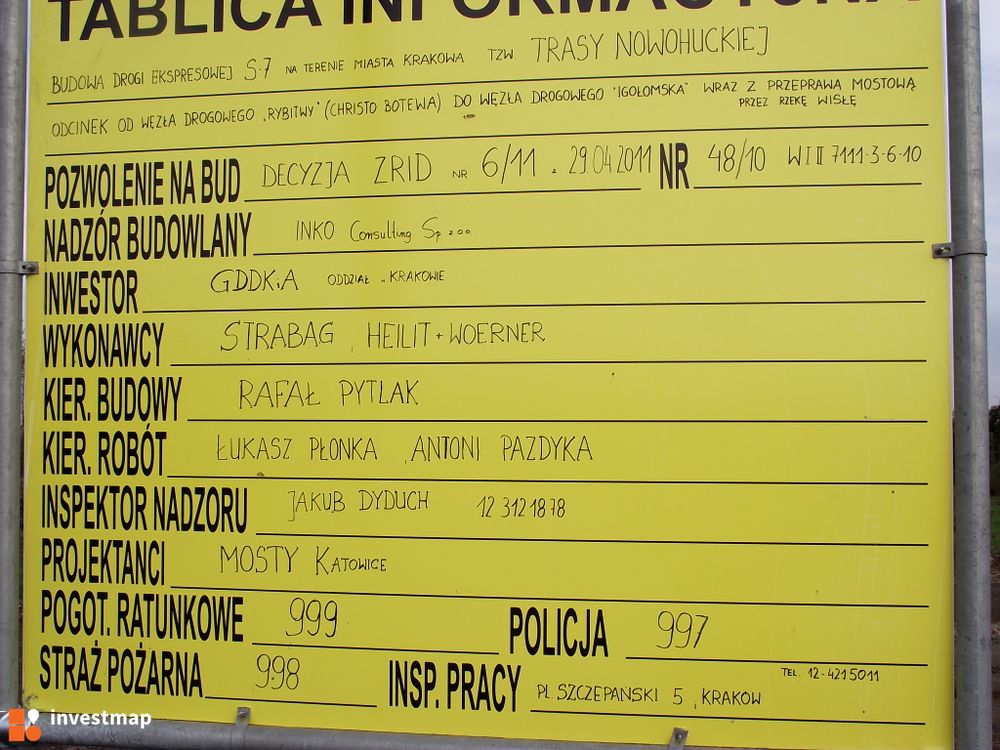 TABLICA INFORMACYJNA
BUDOWA DROGI EKSPRESOWEJ S-7 NA TERENIE MIASTA KRAKOWA TZW TRASY NOWOHUCKIEJ
ODCINEK OD WĘZŁA DROGOWEGO "RYBITWY" (CHRISTO BOTEWA) DO WĘZŁA DROGOWEGO "IGOŁOMSKA" WRAZ Z PRZEPRAWĄ MOSTOWĄ
PRZEZ RZEKĘ WISŁĘ
POZWOLENIE NA BUD DECYZJA ZRID NR 6/11 z 29.04.2011 NR 48/10 WI II 7111-3-6-10
NADZÓR BUDOWLANY INKO Consulting Sp. z o.o.
INWESTOR GDDKiA ODDZIAŁ w KRAKOWIE
WYKONAWCY STRABAG, HEILIT+WOERNER
KIER. BUDOWY RAFAŁ PYTLAK
KIER. ROBÓT ŁUKASZ PŁONKA, ANTONI PAZDYKA
INSPEKTOR NADZORU JAKUB DYDUCH 12 3121878
PROJEKTANCI MOSTY KATOWICE
POGOT. RATUNKOWE 999 POLICJA 997
STRAŻ POŻARNA 998 INSP. PRACY PL. SZCZEPANSKI 5, KRAKOW TEL. 12-4215011
investmap